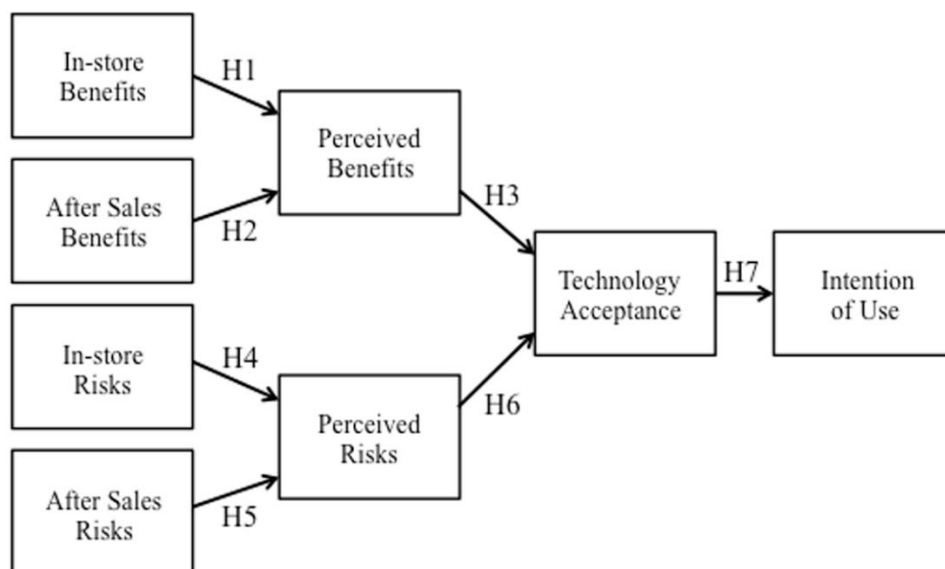 In-store
Benefits
H1
After Sales
Benefits
H2
Perceived
Benefits
H3
In-store
Risks
H4
After Sales
Risks
H5
Perceived
Risks
H6
Technology
Acceptance
H7
Intention
of Use